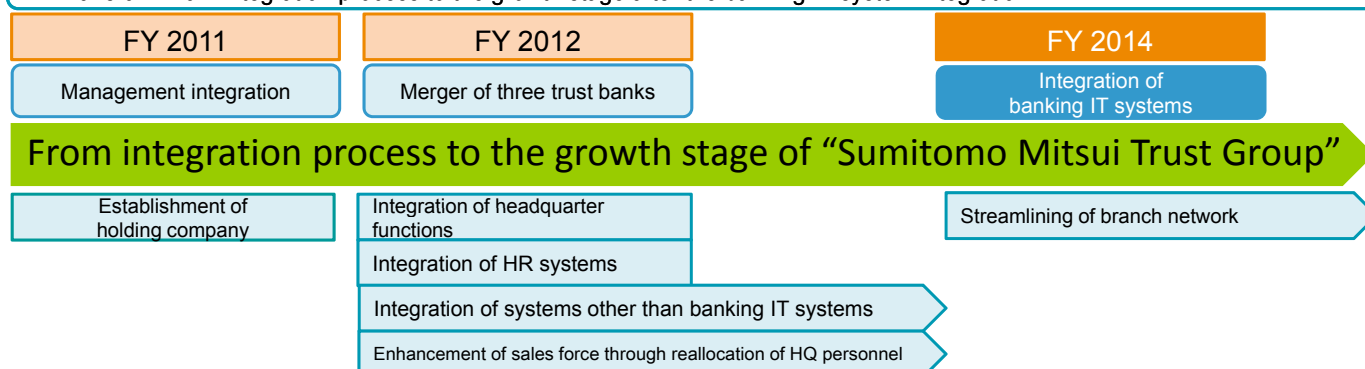 FY 2011
FY 2012
FY 2014
Management integration
Merger of three trust banks
Integration of
banking IT systems
From integration process to the growth stage of “Sumitomo Mitsui Trust Group”
Establishment of
holding company
Integration of headquarter
functions
Streamlining of branch network
Integration of HR systems
Integration of systems other than banking IT systems
Enhancement of sales force through reallocation of HQ personnel